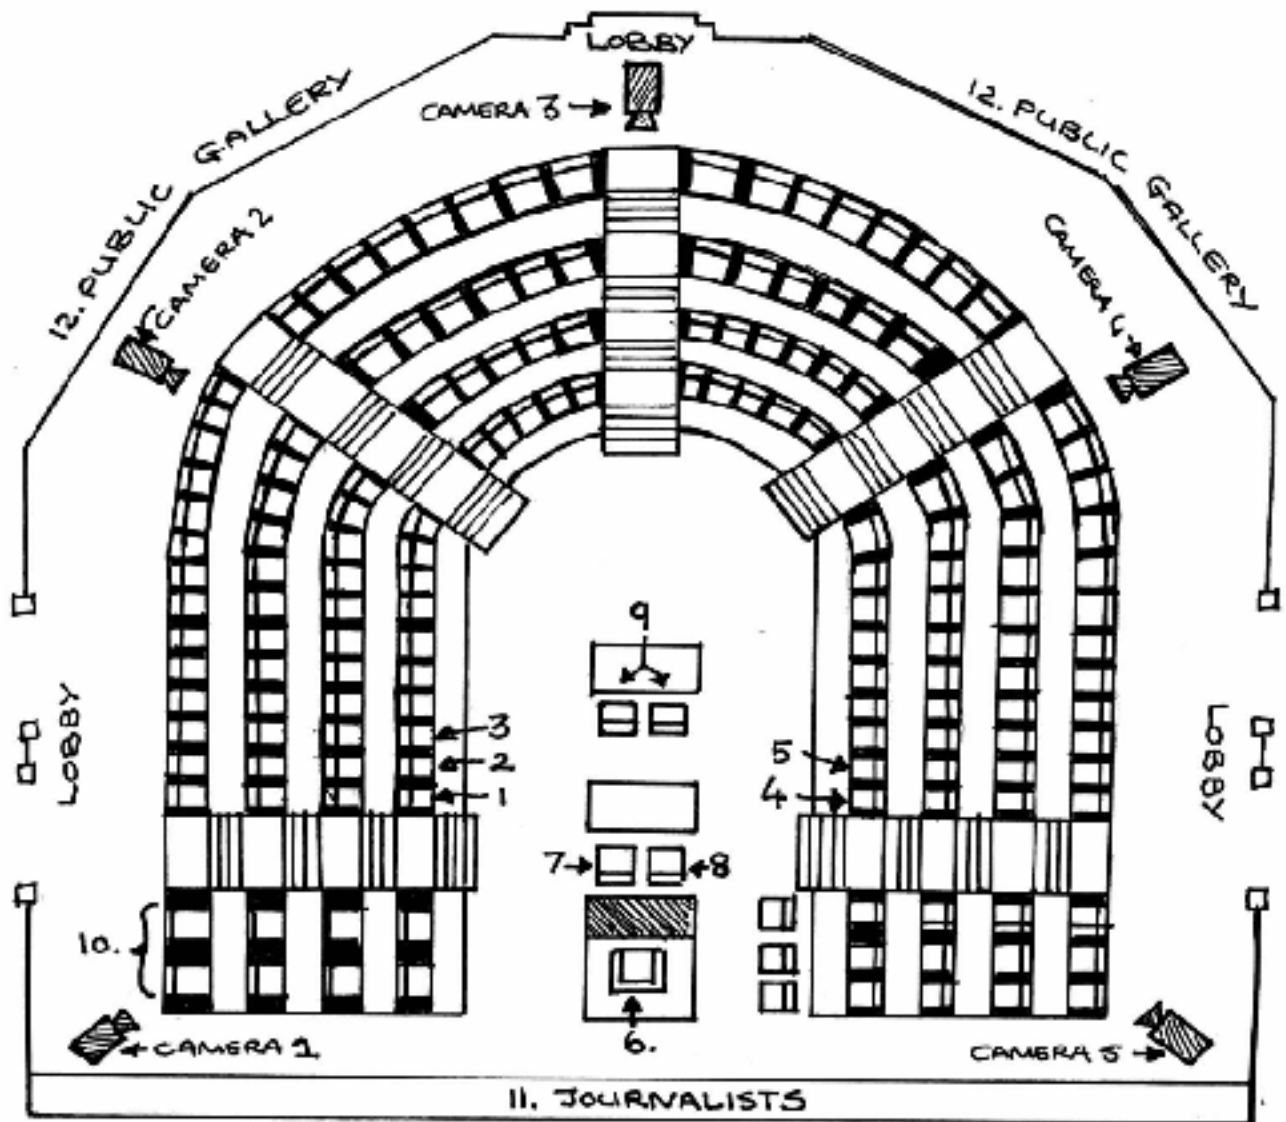 LOBBY
CAMERA 3
12. PUBLIC GALLERY
12. PUBLIC GALLERY
CAMERA 2
CAMERA 4
9
3
2
1
5
4
LOBBY
LOBBY
7
8
10.
6.
CAMERA 1
CAMERA 5
11. JOURNALISTS